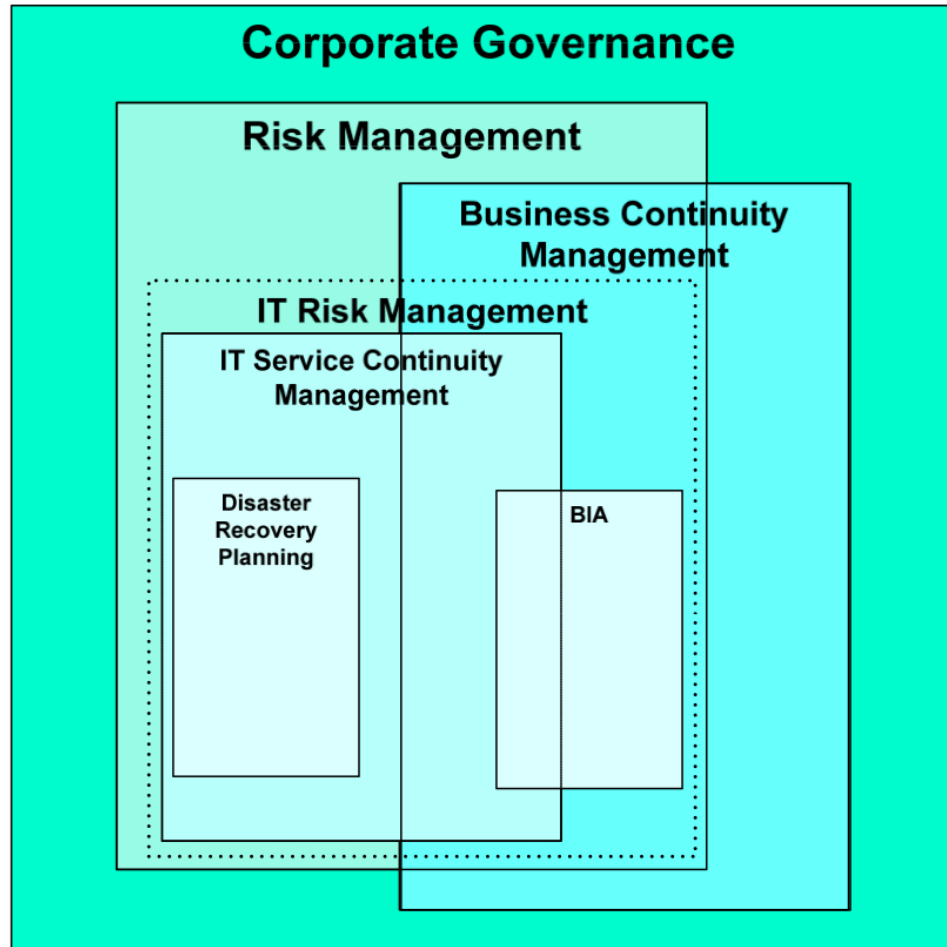 Corporate Governance
Risk Management
Business Continuity
Management
IT Risk Management
IT Service Continuity
Management
Disaster
Recovery
Planning
BIA